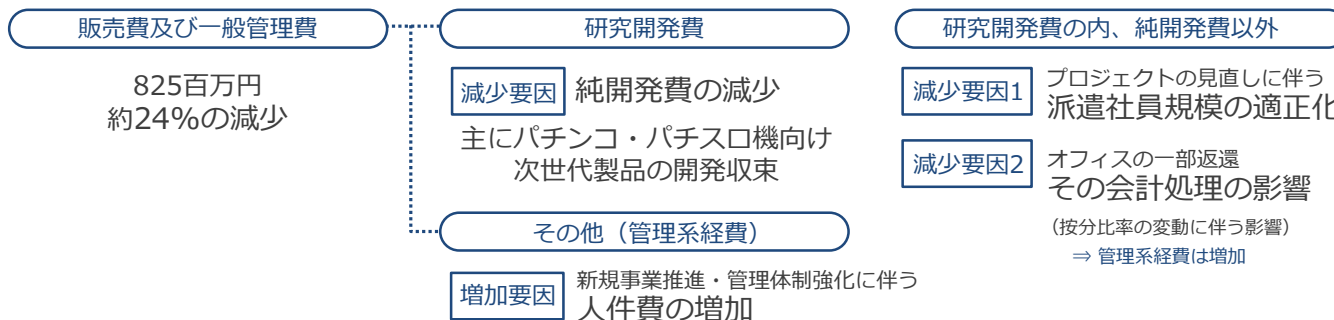 販売費及び一般管理費
825百万円
約24%の減少
研究開発費
減少要因
純開発費の減少
主にパチンコ・パチスロ機向け
次世代製品の開発収束
その他（管理系経費）
増加要因
新規事業推進・管理体制強化に伴う
人件費の増加
研究開発費の内、純開発費以外
減少要因1
プロジェクトの見直しに伴う
派遣社員規模の適正化
減少要因2
オフィスの一部返還
その会計処理の影響
（按分比率の変動に伴う影響）
⇒ 管理系経費は増加